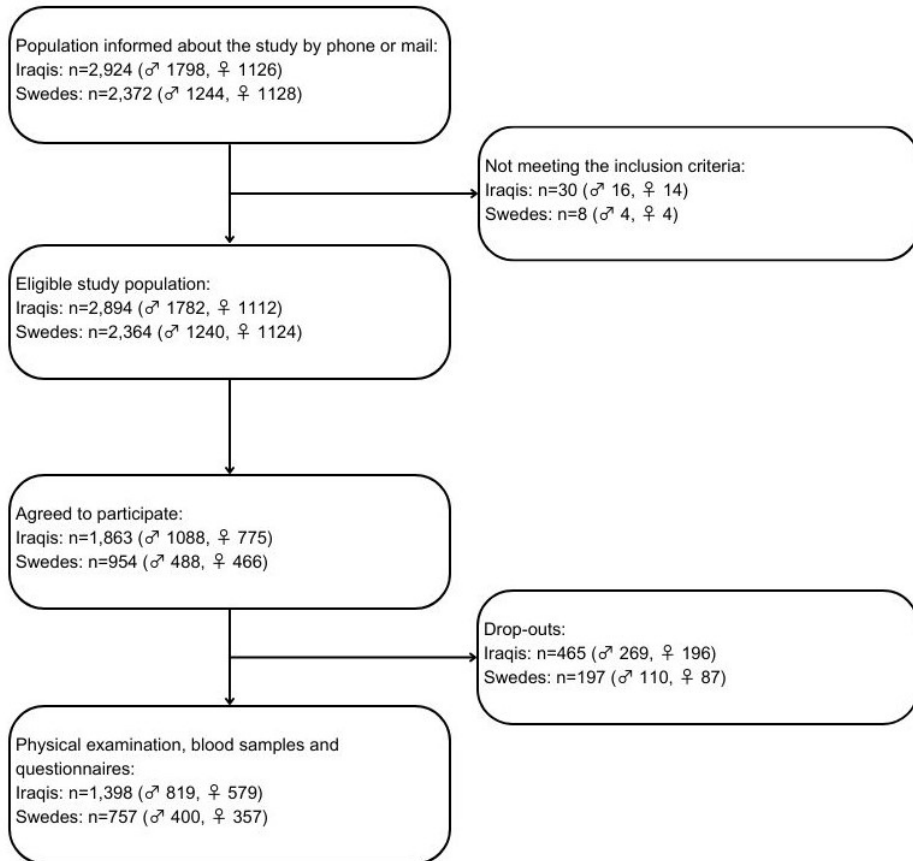 Population informed about the study by phone or mail:
Iraqis: n=2,924 (♂ 1798, ♀ 1126)
Swedes: n=2,372 (♂ 1244, ♀ 1128)
Not meeting the inclusion criteria:
Iraqis: n=30 (♂ 16, ♀ 14)
Swedes: n=8 (♂ 4, ♀ 4)
Eligible study population:
Iraqis: n=2,894 (♂ 1782, ♀ 1112)
Swedes: n=2,364 (♂ 1240, ♀ 1124)
Agreed to participate:
Iraqis: n=1,863 (♂ 1088, ♀ 775)
Swedes: n=954 (♂ 488, ♀ 466)
Drop-outs:
Iraqis: n=465 (♂ 269, ♀ 196)
Swedes: n=197 (♂ 110, ♀ 87)
Physical examination, blood samples and
questionnaires:
Iraqis: n=1,398 (♂ 819, ♀ 579)
Swedes: n=757 (♂ 400, ♀ 357)